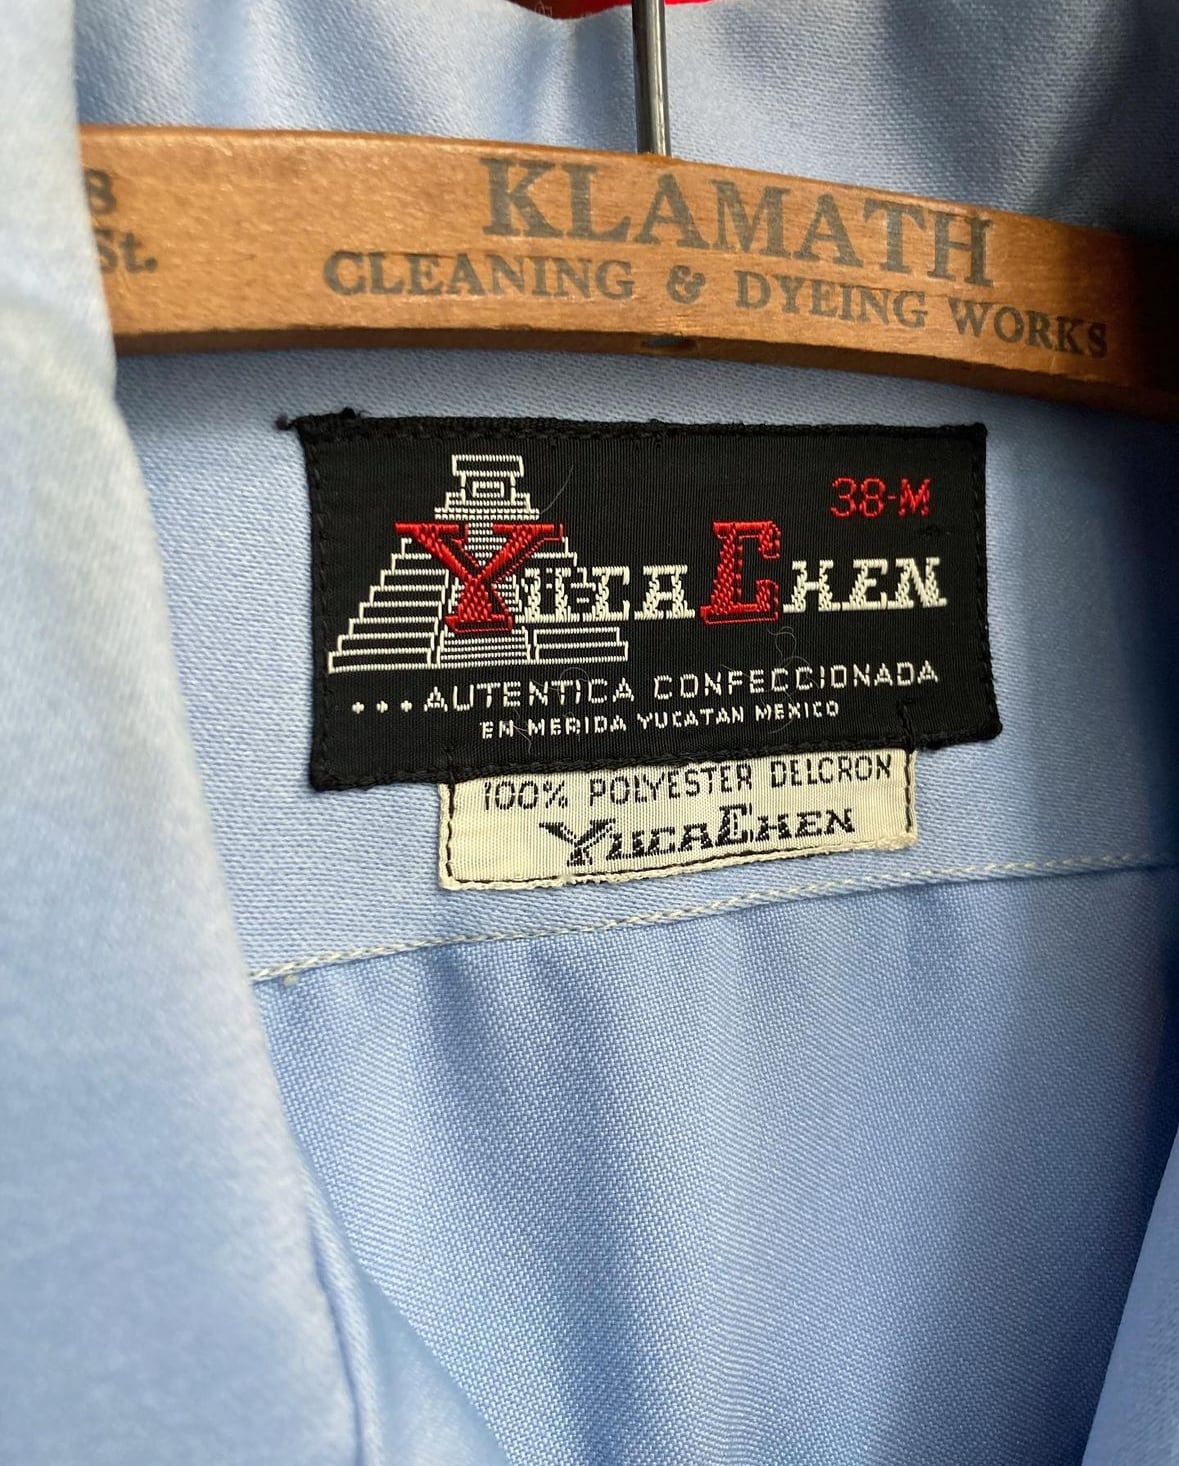 8
St.
KLAMATH
CLEANING & DYEING WORKS
38-M
YUCACHEN
...AUTENTICA CONFECCIONADA
EN MERIDA YUCATAN MEXICO
100% POLYESTER DELCRON
YUCACHEN